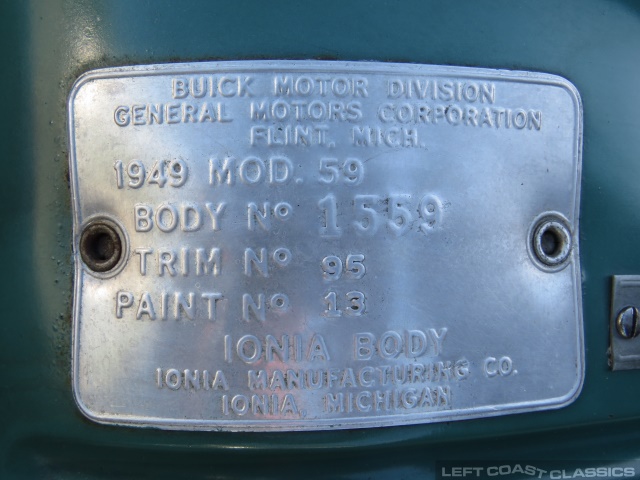 BUICK MOTOR DIVISION
GENERAL MOTORS CORPORATION
FLINT, MICH.
1949 MOD. 59
BODY No 1559
TRIM No 95
PAINT No 13
IONIA BODY
IONIA MANUFACTURING CO.
IONIA, MICHIGAN
LEFT COAST CLASSICS